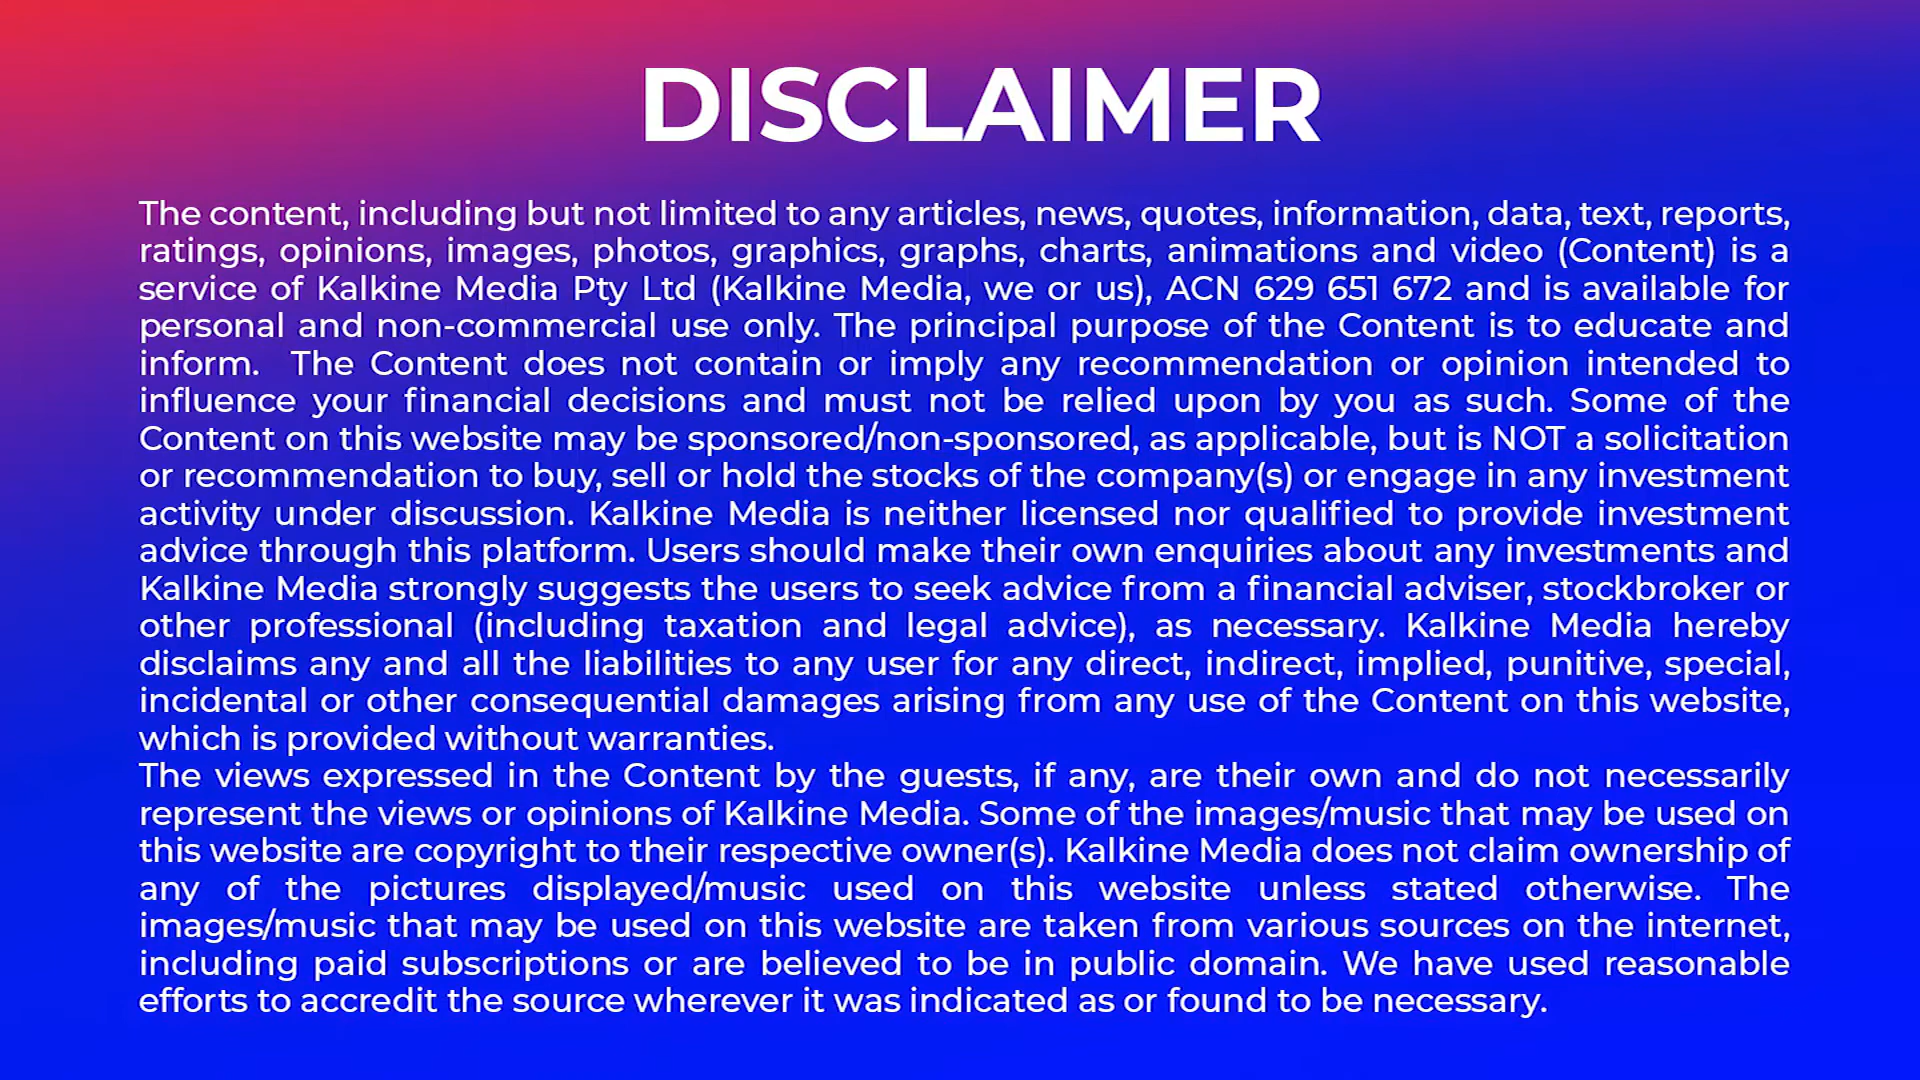 DISCLAIMER
The content, including but not limited to any articles, news, quotes, information, data, text, reports,
ratings, opinions, images, photos, graphics, graphs, charts, animations and video (Content) is a
service of Kalkine Media Pty Ltd (Kalkine Media, we or us), ACN 629 651 672 and is available for
personal and non-commercial use only. The principal purpose of the Content is to educate and
inform.  The Content does not contain or imply any recommendation or opinion intended to
influence your financial decisions and must not be relied upon by you as such. Some of the
Content on this website may be sponsored/non-sponsored, as applicable, but is NOT a solicitation
or recommendation to buy, sell or hold the stocks of the company(s) or engage in any investment
activity under discussion. Kalkine Media is neither licensed nor qualified to provide investment
advice through this platform. Users should make their own enquiries about any investments and
Kalkine Media strongly suggests the users to seek advice from a financial adviser, stockbroker or
other professional (including taxation and legal advice), as necessary. Kalkine Media hereby
disclaims any and all the liabilities to any user for any direct, indirect, implied, punitive, special,
incidental or other consequential damages arising from any use of the Content on this website,
which is provided without warranties.
The views expressed in the Content by the guests, if any, are their own and do not necessarily
represent the views or opinions of Kalkine Media. Some of the images/music that may be used on
this website are copyright to their respective owner(s). Kalkine Media does not claim ownership of
any of the pictures displayed/music used on this website unless stated otherwise. The
images/music that may be used on this website are taken from various sources on the internet,
including paid subscriptions or are believed to be in public domain. We have used reasonable
efforts to accredit the source wherever it was indicated as or found to be necessary.